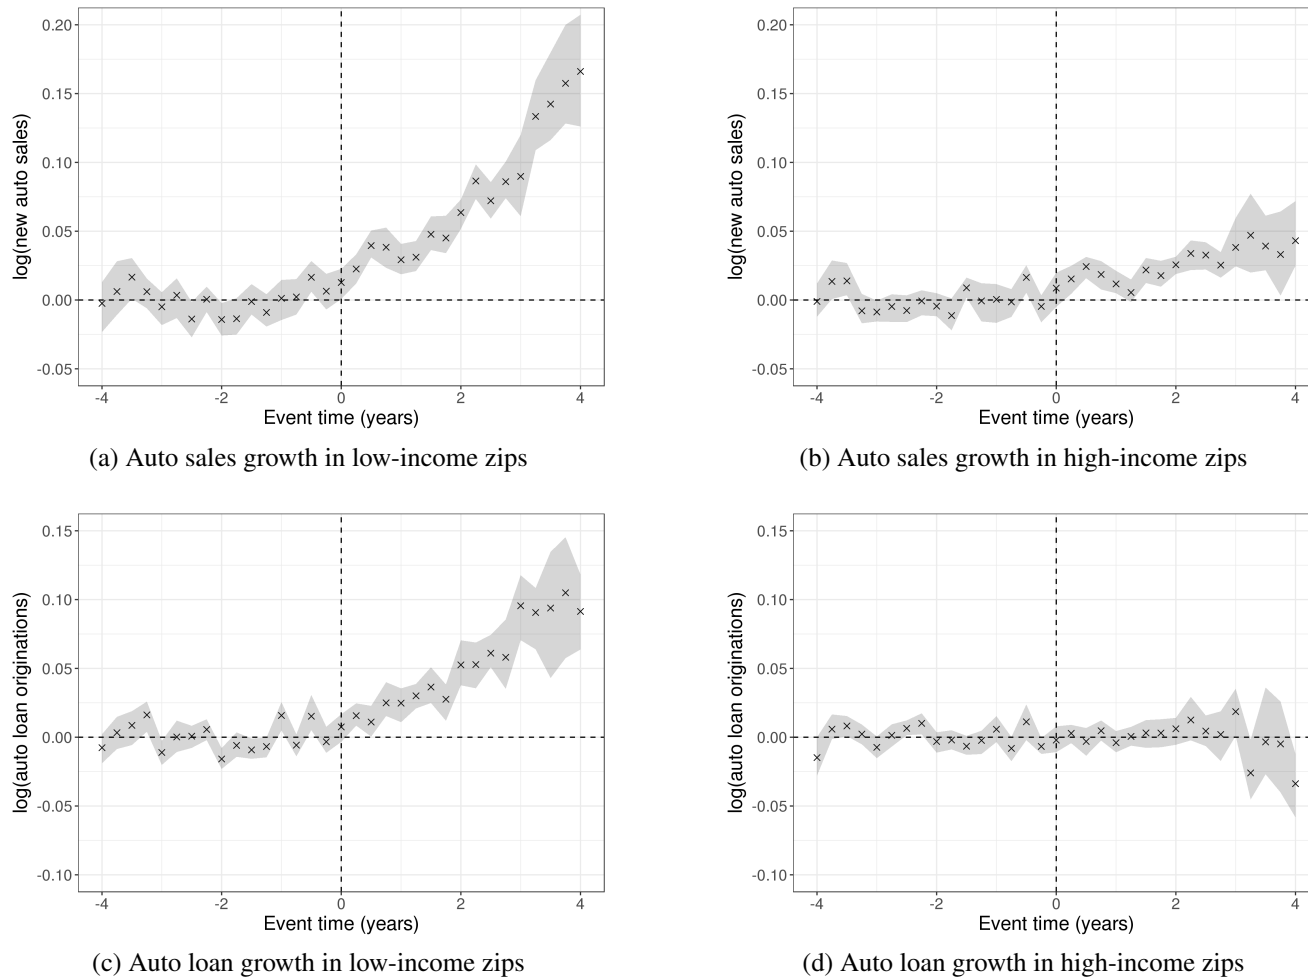 0.20
0.15
0.10
0.05
0.00
-0.05
log(new auto sales)
-4 -2 0 2 4
Event time (years)
(a) Auto sales growth in low-income zips
0.20
0.15
0.10
0.05
0.00
-0.05
log(new auto sales)
-4 -2 0 2 4
Event time (years)
(b) Auto sales growth in high-income zips
0.15
0.10
0.05
0.00
-0.05
-0.10
log(auto loan originations)
-4 -2 0 2 4
Event time (years)
(c) Auto loan growth in low-income zips
0.15
0.10
0.05
0.00
-0.05
-0.10
log(auto loan originations)
-4 -2 0 2 4
Event time (years)
(d) Auto loan growth in high-income zips